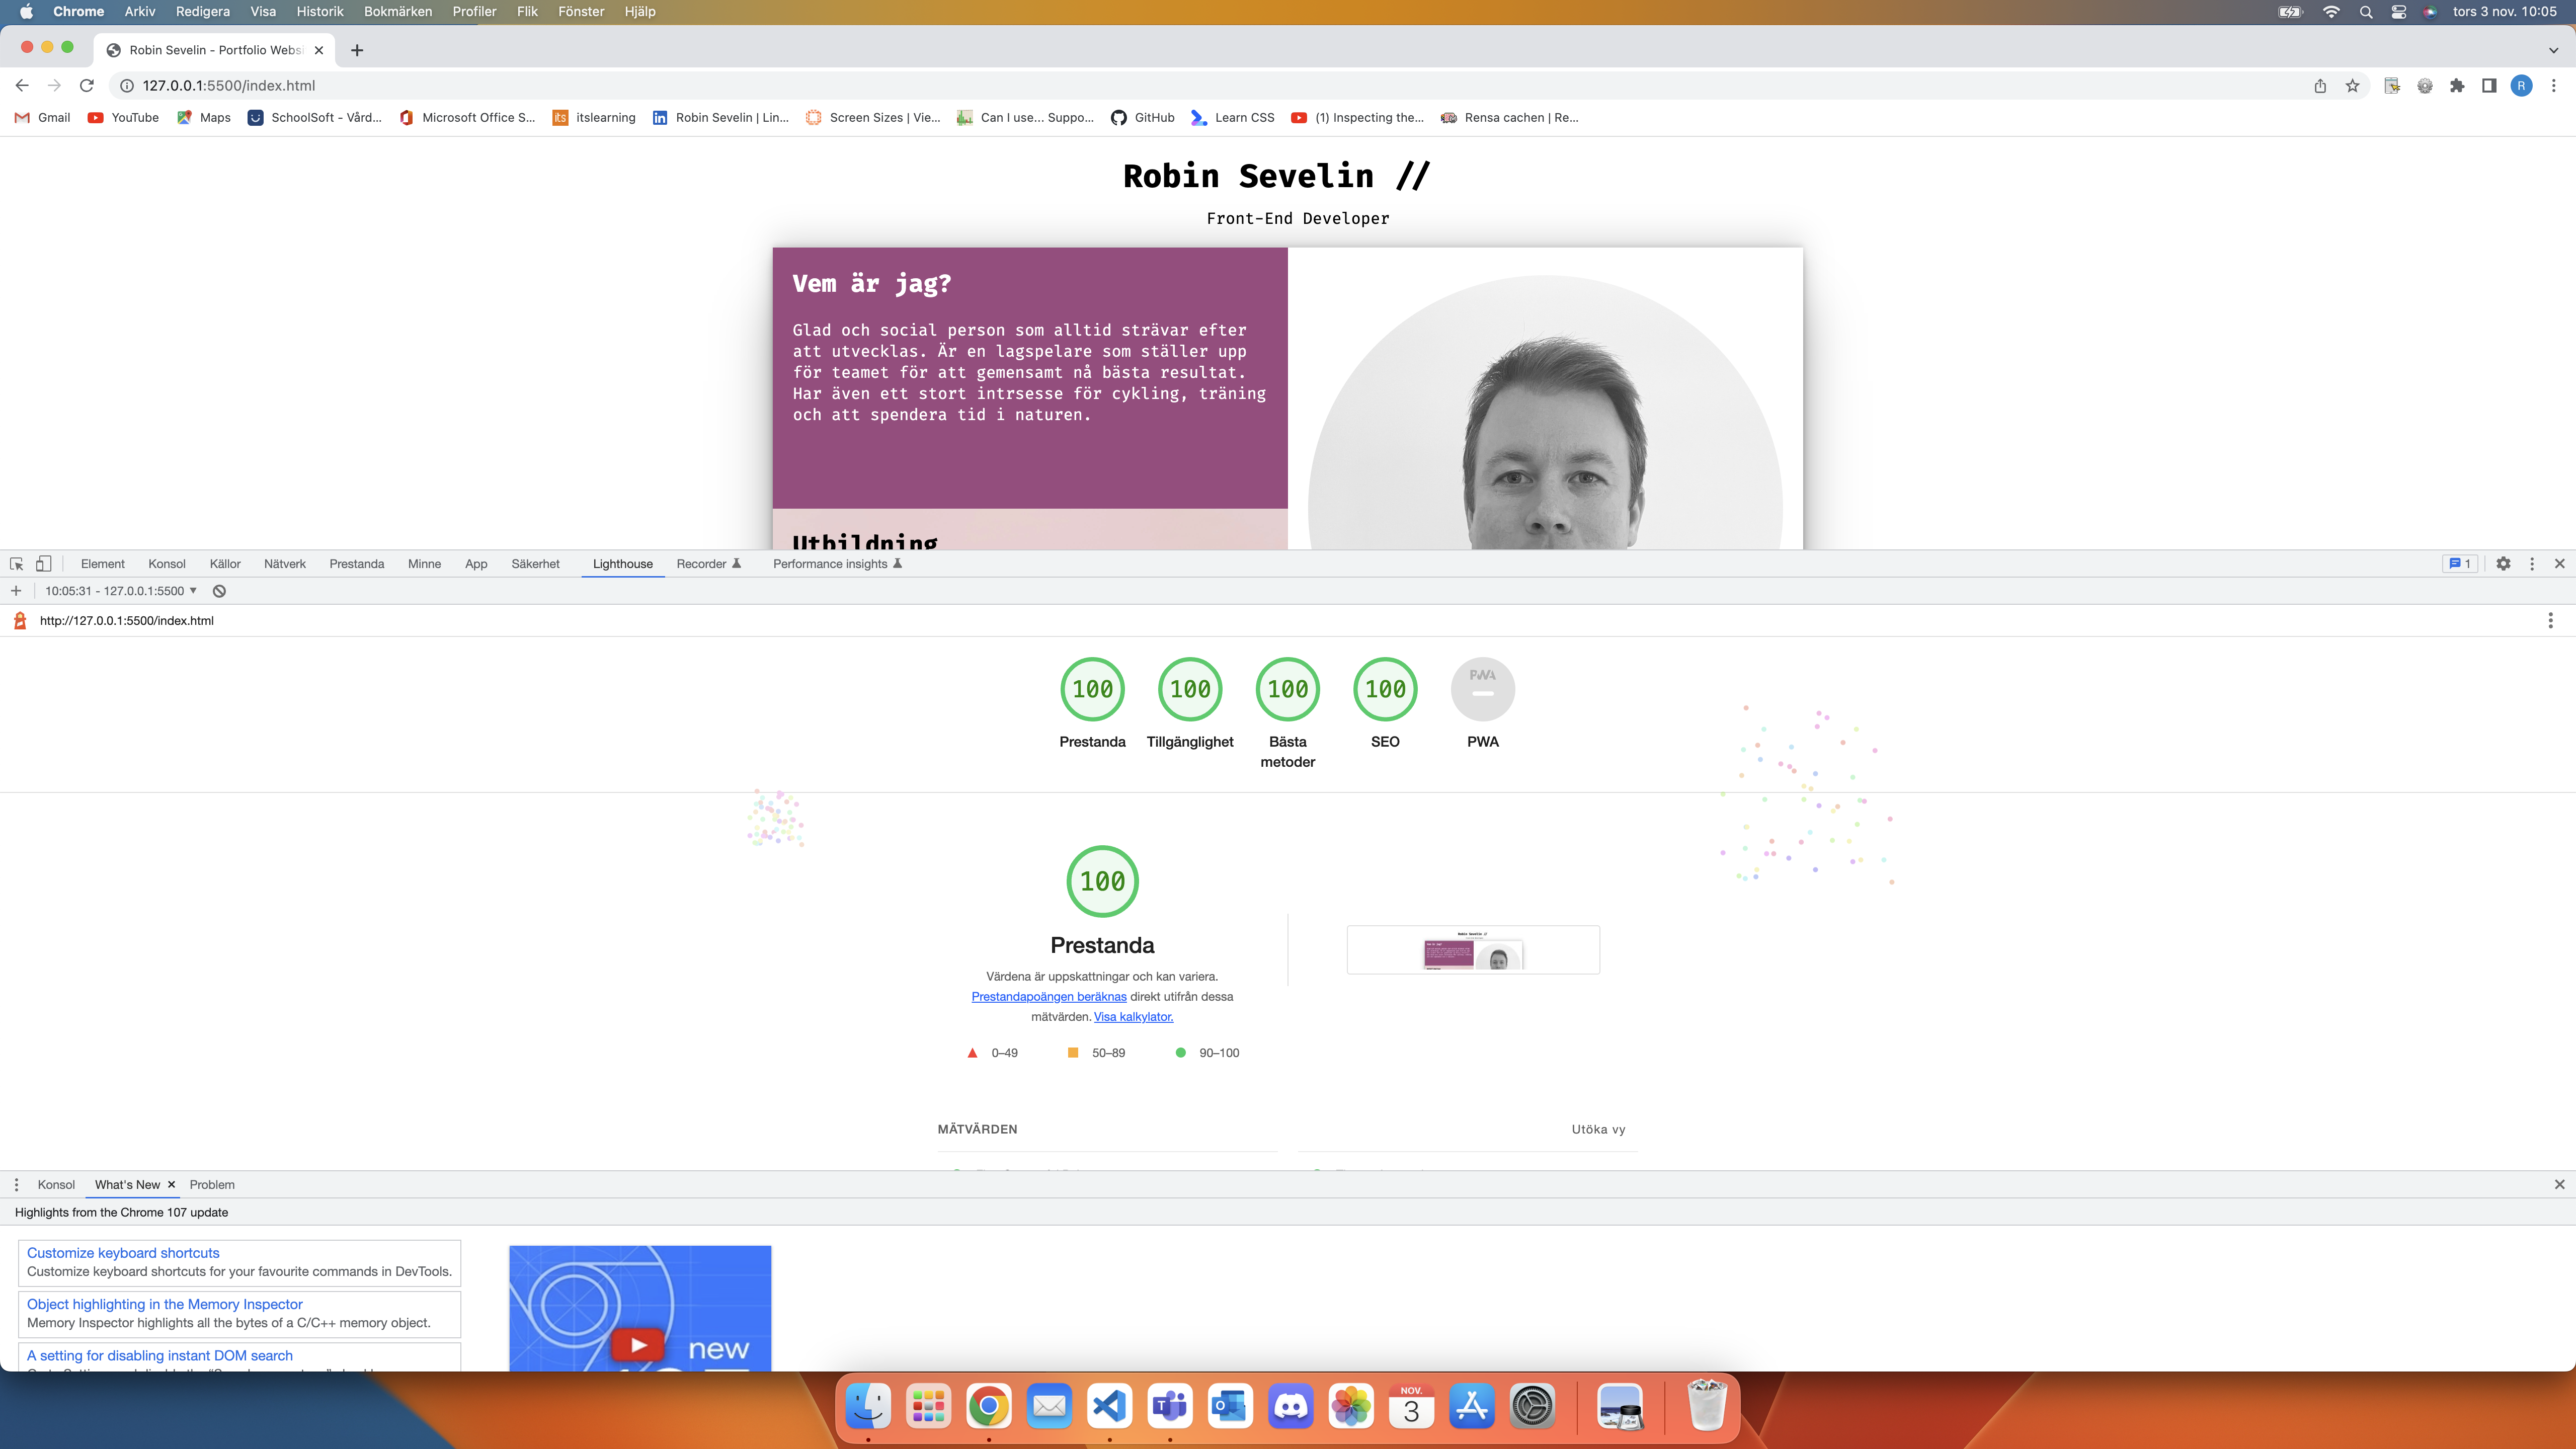 Chrome Arkiv Redigera Visa Historik Bokmärken Profiler Flik Fönster Hjälp tors 3 nov. 10:05
Robin Sevelin - Portfolio Websi
127.0.0.1:5500/index.html R
Gmail YouTube Maps SchoolSoft - Vård... Microsoft Office S... its itslearning in Robin Sevelin | Lin... Screen Sizes | Vie... Can I use... Suppo... GitHub Learn CSS (1) Inspecting the... Rensa cachen | Re...
Robin Sevelin //
Front-End Developer
Vem är jag?
Glad och social person som alltid strävar efter
att utvecklas. Är en lagspelare som ställer upp
för teamet för att gemensamt nå bästa resultat.
Har även ett stort intrsesse för cykling, träning
och att spendera tid i naturen.
Utbildning
Element Konsol Källor Nätverk Prestanda Minne App Säkerhet Lighthouse Recorder Performance insights 1
10:05:31 - 127.0.0.1:5500
http://127.0.0.1:5500/index.html
100 100 100 100 PWA
Prestanda Tillgänglighet Bästa metoder SEO PWA
100
Prestanda
Värdena är uppskattningar och kan variera.
Prestandapoängen beräknas direkt utifrån dessa
mätvärden. Visa kalkylator.
0–49 50–89 90–100
MÄTVÄRDEN Utöka vy
Konsol What's New Problem
Highlights from the Chrome 107 update
Customize keyboard shortcuts
Customize keyboard shortcuts for your favourite commands in DevTools.
Object highlighting in the Memory Inspector
Memory Inspector highlights all the bytes of a C/C++ memory object.
A setting for disabling instant DOM search
new
NOV.
3